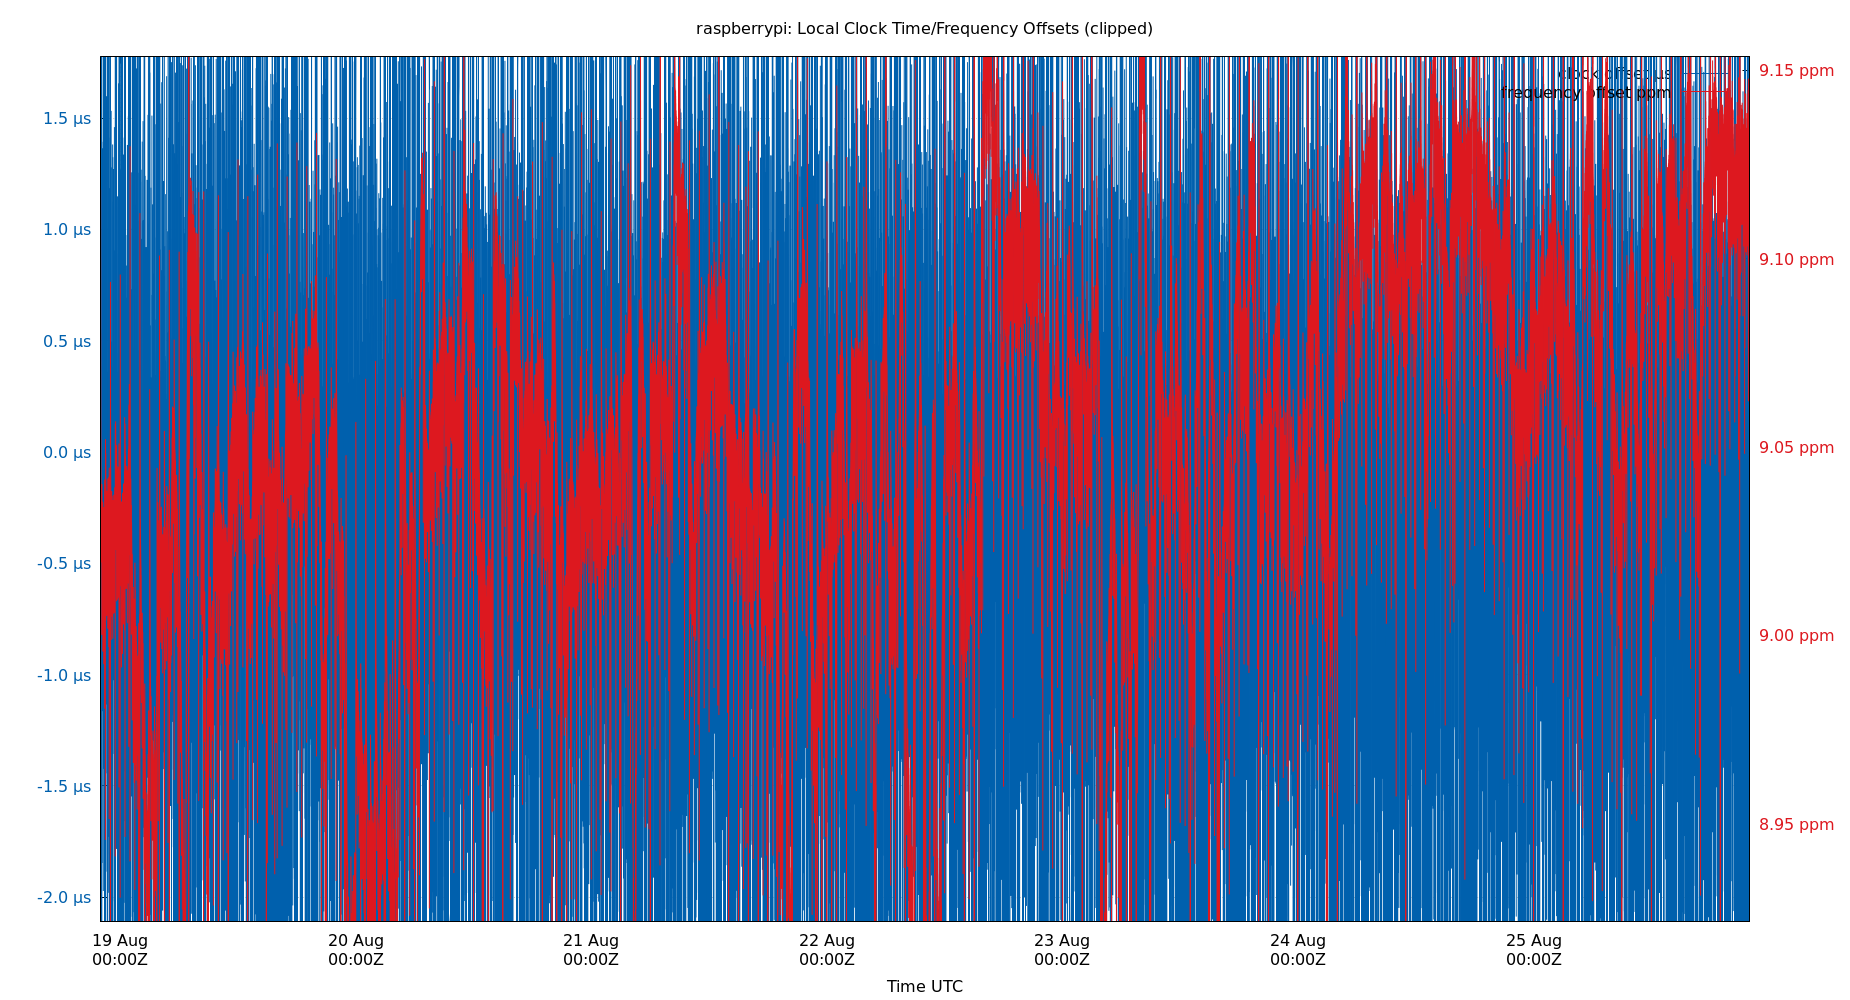 raspberrypi: Local Clock Time/Frequency Offsets (clipped)
clock offset µs
frequency offset ppm
1.5 µs
1.0 µs
0.5 µs
0.0 µs
-0.5 µs
-1.0 µs
-1.5 µs
-2.0 µs
9.15 ppm
9.10 ppm
9.05 ppm
9.00 ppm
8.95 ppm
19 Aug
00:00Z
20 Aug
00:00Z
21 Aug
00:00Z
22 Aug
00:00Z
23 Aug
00:00Z
24 Aug
00:00Z
25 Aug
00:00Z
Time UTC